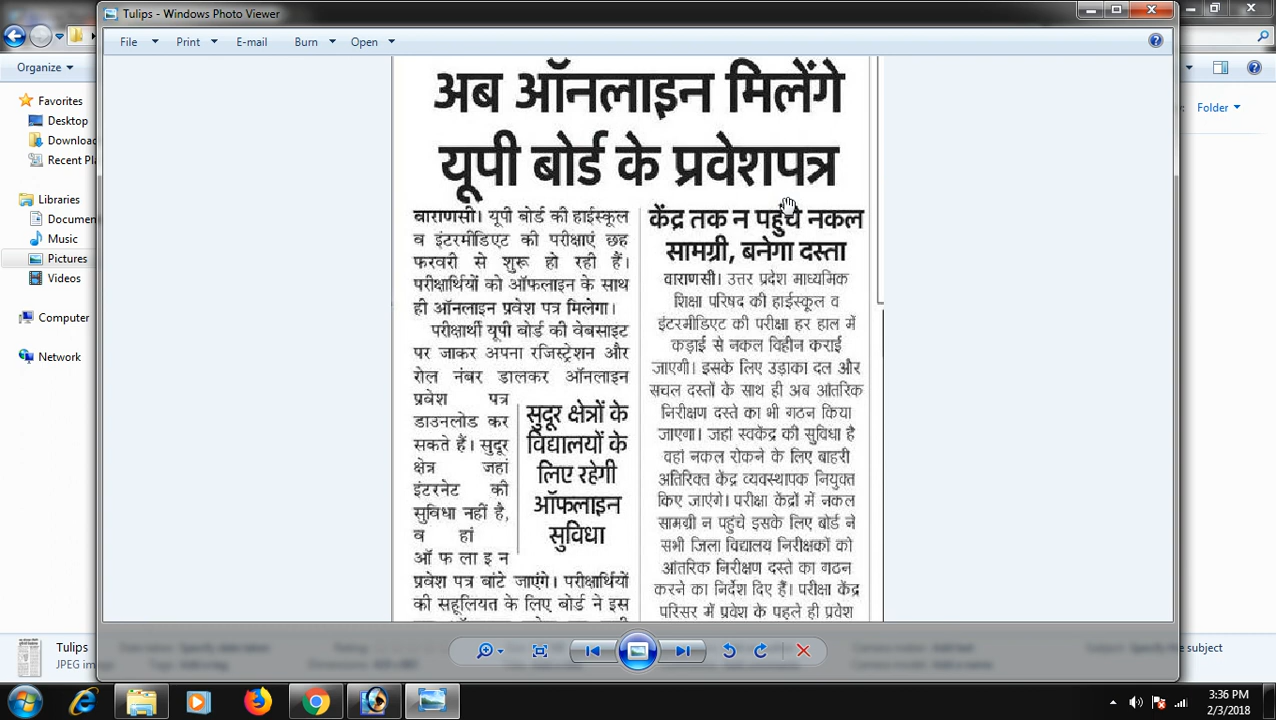 Tulips - Windows Photo Viewer
File Print E-mail Burn Open
Organize
Folder
Favorites
Desktop
Recent
Libraries
Music
Pictures
Videos
Computer
Network
अब ऑनलाइन मिलेंगे
यूपी बोर्ड के प्रवेशपत्र
वाराणसी। यूपी बोर्ड की हाईस्कूल
व इंटरमीडिएट की परीक्षाएं छह
फरवरी से शुरू हो रही हैं।
परीक्षार्थियों को ऑफलाइन के साथ
ही ऑनलाइन प्रवेश पत्र मिलेगा।
परीक्षार्थी यूपी बोर्ड की वेबसाइट
पर जाकर अपना रजिस्ट्रेशन और
रोल नंबर डालकर ऑनलाइन
प्रवेश पत्र
डाउनलोड कर
सकते हैं। सुदूर
क्षेत्र जहां
इंटरनेट की
सुविधा नहीं है,
व हां
ऑ फ ला इ न
प्रवेश पत्र बांटे जाएंगे। परीक्षार्थियों
की सहूलियत के लिए बोर्ड ने इस
सुदूर क्षेत्रों के
विद्यालयों के
लिए रहेगी
ऑफलाइन
सुविधा
केंद्र तक न पहुंचे नकल
सामग्री, बनेगा दस्ता
वाराणसी। उत्तर प्रदेश माध्यमिक
शिक्षा परिषद की हाईस्कूल व
इंटरमीडिएट की परीक्षा हर हाल में
कड़ाई से नकल विहीन कराई
जाएगी। इसके लिए उड़ाका दल और
सचल दस्तों के साथ ही अब आंतरिक
निरीक्षण दस्ते का भी गठन किया
जाएगा। जहां स्वकेंद्र की सुविधा है
वहां नकल रोकने के लिए बाहरी
अतिरिक्त केंद्र व्यवस्थापक नियुक्त
किए जाएंगे। परीक्षा केंद्रों में नकल
सामग्री न पहुंचे इसके लिए बोर्ड ने
सभी जिला विद्यालय निरीक्षकों को
आंतरिक निरीक्षण दस्ते का गठन
करने का निर्देश दिए हैं। परीक्षा केंद्र
परिसर में प्रवेश के पहले ही प्रवेश
Tulips
JPEG
the subject
3:36 PM
2/3/2018